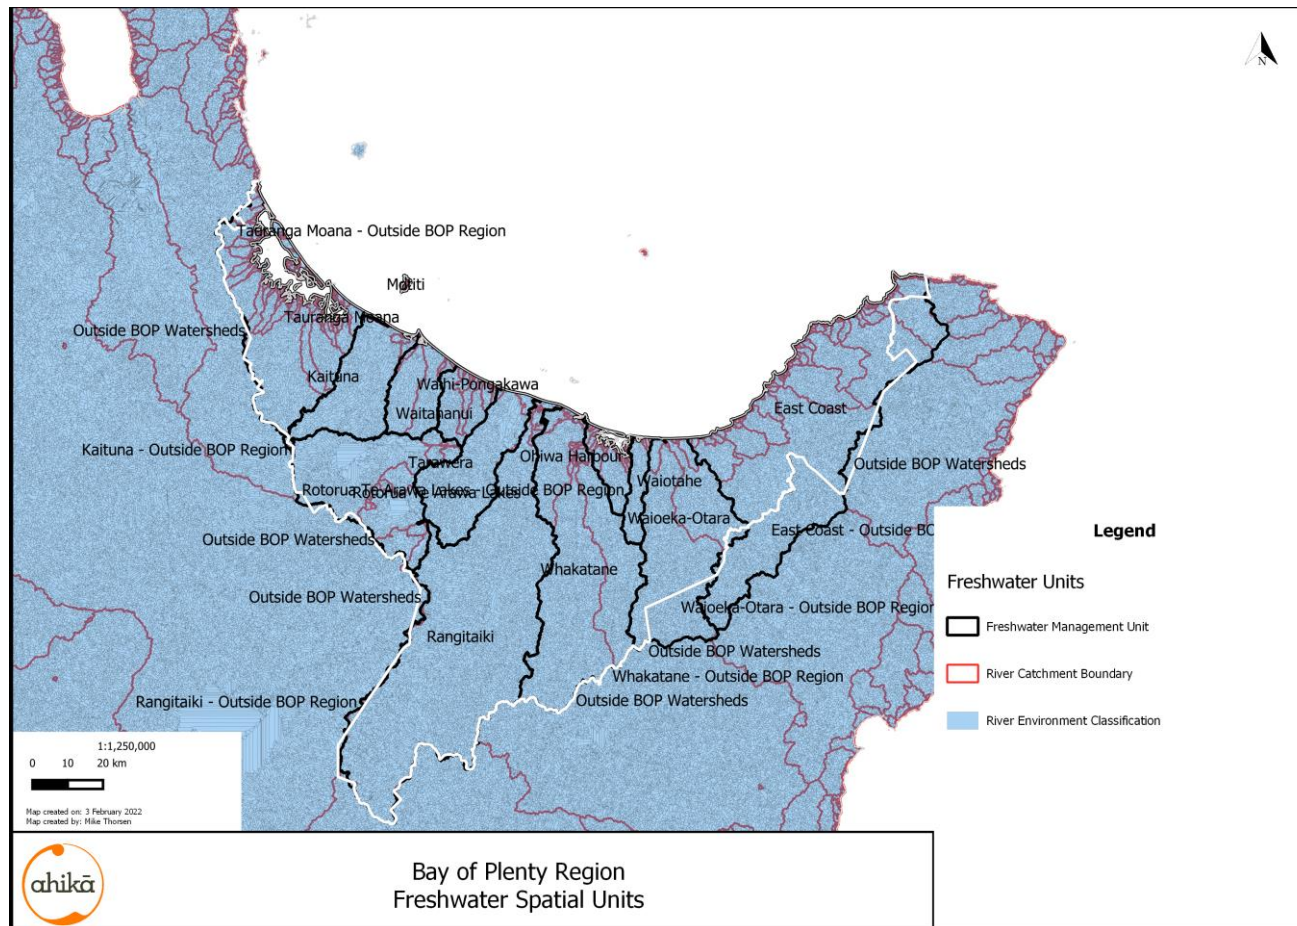 N
Tauranga Moana - Outside BOP Region
Motiti
Tauranga Moana
Outside BOP Watersheds
Kaituna
Waihi-Pongakawa
Waitahanui
East Coast
Kaituna - Outside BOP Region
Tarawera
Ohiwa Harbour
Outside BOP Watersheds
Rotorua Te Arawa Lakes - Outside BOP Region
Rotorua Te Arawa Lakes
Waiotahe
Waioeka-Otara
East Coast - Outside BO
Outside BOP Watersheds
Whakatane
Outside BOP Watersheds
Waioeka-Otara - Outside BOP Region
Rangitaiki
Outside BOP Watersheds
Whakatane - Outside BOP Region
Rangitaiki - Outside BOP Region
Outside BOP Watersheds
Legend
Freshwater Units
Freshwater Management Unit
River Catchment Boundary
River Environment Classification
1:1,250,000
0 10 20 km
Map created on: 3 February 2022
Map created by: Mike Thorsen
ahikā
Bay of Plenty Region
Freshwater Spatial Units